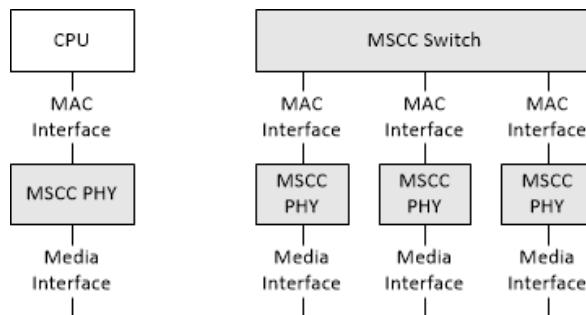 CPU
MSCC Switch
MAC
Interface
MAC
Interface
MAC
Interface
MAC
Interface
MSCC PHY
MSCC
PHY
MSCC
PHY
MSCC
PHY
Media
Interface
Media
Interface
Media
Interface
Media
Interface